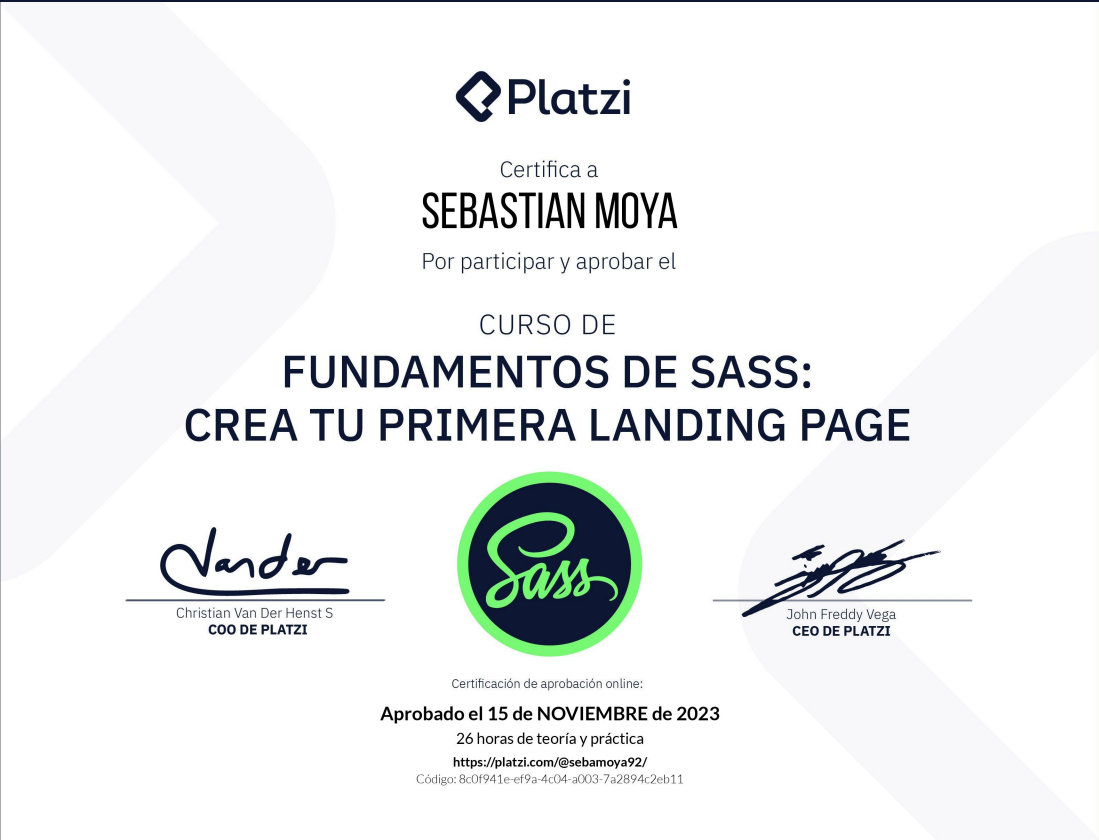 Platzi
Certifica a
SEBASTIAN MOYA
Por participar y aprobar el
CURSO DE
FUNDAMENTOS DE SASS:
CREA TU PRIMERA LANDING PAGE
Vander
Sass
Christian Van Der Henst S
COO DE PLATZI
John Freddy Vega
CEO DE PLATZI
Certificación de aprobación online:
Aprobado el 15 de NOVIEMBRE de 2023
26 horas de teoría y práctica
https://platzi.com/@sebamoya92/
Código: 8c0f941e-ef9a-4c04-a003-7a2894c2eb11